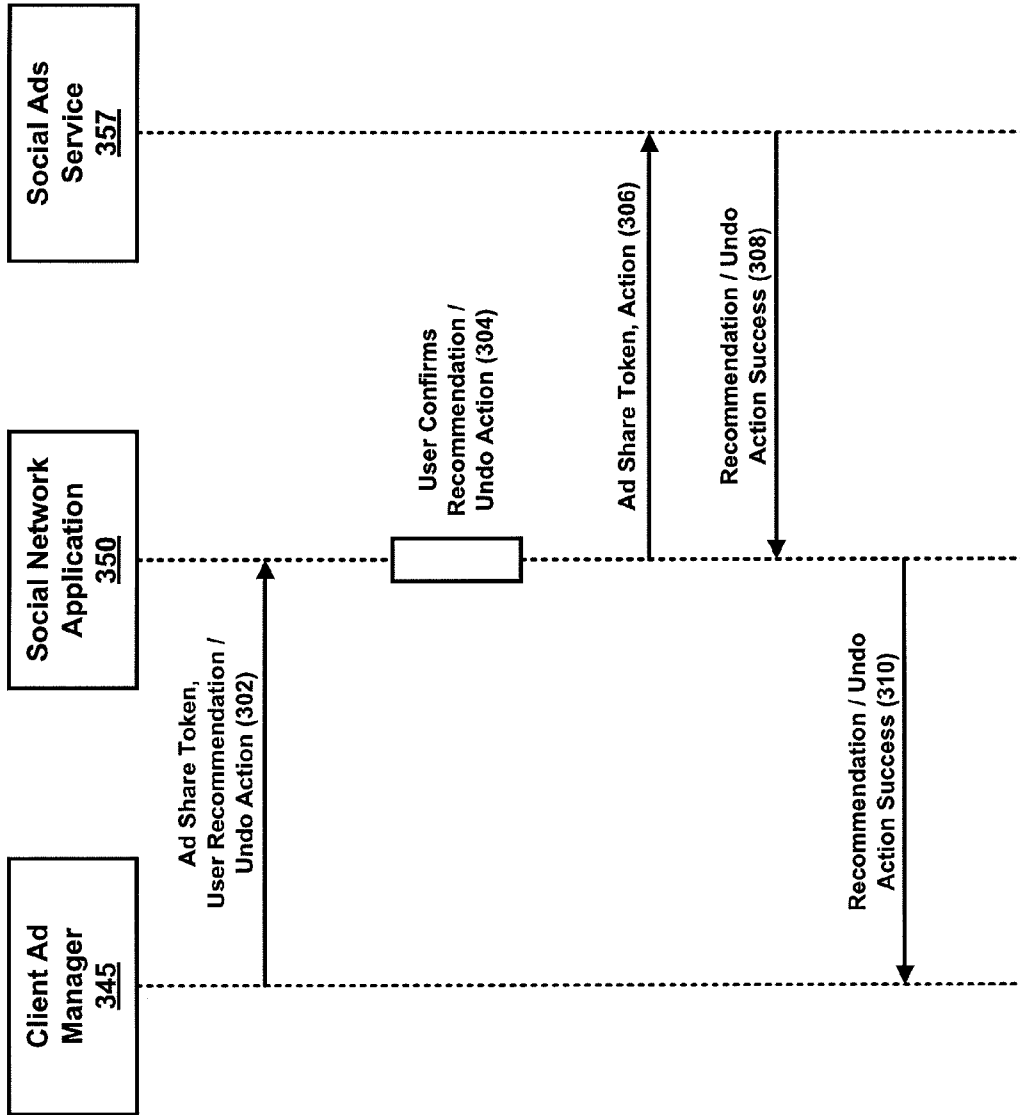 Client Ad
Manager
345
Social Network
Application
350
Social Ads
Service
357
Ad Share Token,
User Recommendation /
Undo Action (302)
User Confirms
Recommendation /
Undo Action (304)
Ad Share Token, Action (306)
Recommendation / Undo
Action Success (308)
Recommendation / Undo
Action Success (310)